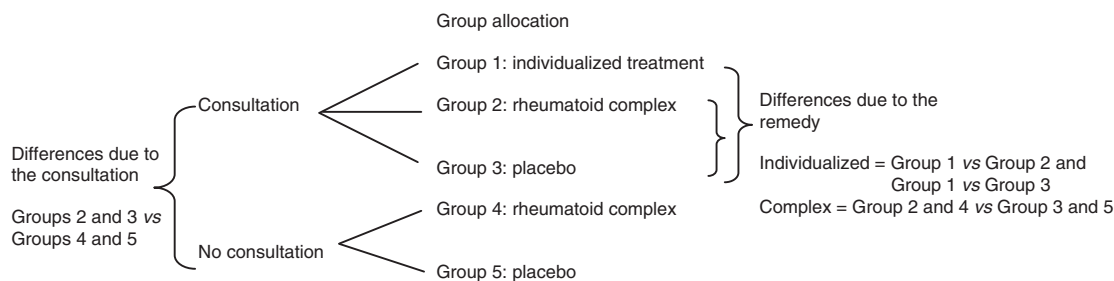 Group allocation
Group 1: individualized treatment
Consultation
Group 2: rheumatoid complex
Group 3: placebo
Differences due to
the consultation
Groups 2 and 3 vs
Groups 4 and 5
No consultation
Group 4: rheumatoid complex
Group 5: placebo
Differences due to the
remedy
Individualized = Group 1 vs Group 2 and
Group 1 vs Group 3
Complex = Group 2 and 4 vs Group 3 and 5